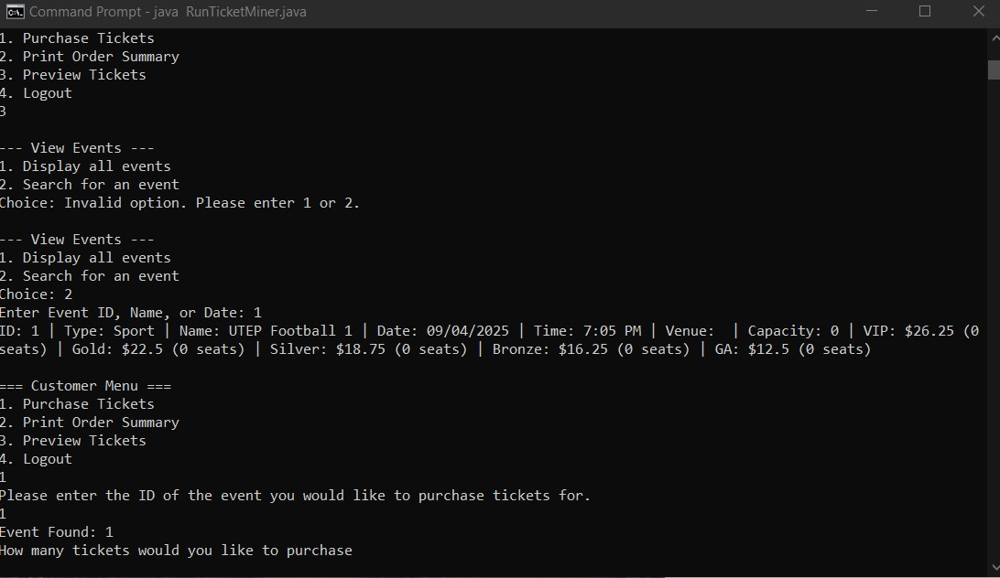 Command Prompt - java  RunTicketMiner.java
1. Purchase Tickets
2. Print Order Summary
3. Preview Tickets
4. Logout
3
--- View Events ---
1. Display all events
2. Search for an event
Choice: Invalid option. Please enter 1 or 2.
--- View Events ---
1. Display all events
2. Search for an event
Choice: 2
Enter Event ID, Name, or Date: 1
ID: 1 | Type: Sport | Name: UTEP Football 1 | Date: 09/04/2025 | Time: 7:05 PM | Venue:  | Capacity: 0 | VIP: $26.25 (0
seats) | Gold: $22.5 (0 seats) | Silver: $18.75 (0 seats) | Bronze: $16.25 (0 seats) | GA: $12.5 (0 seats)
=== Customer Menu ===
1. Purchase Tickets
2. Print Order Summary
3. Preview Tickets
4. Logout
1
Please enter the ID of the event you would like to purchase tickets for.
1
Event Found: 1
How many tickets would you like to purchase